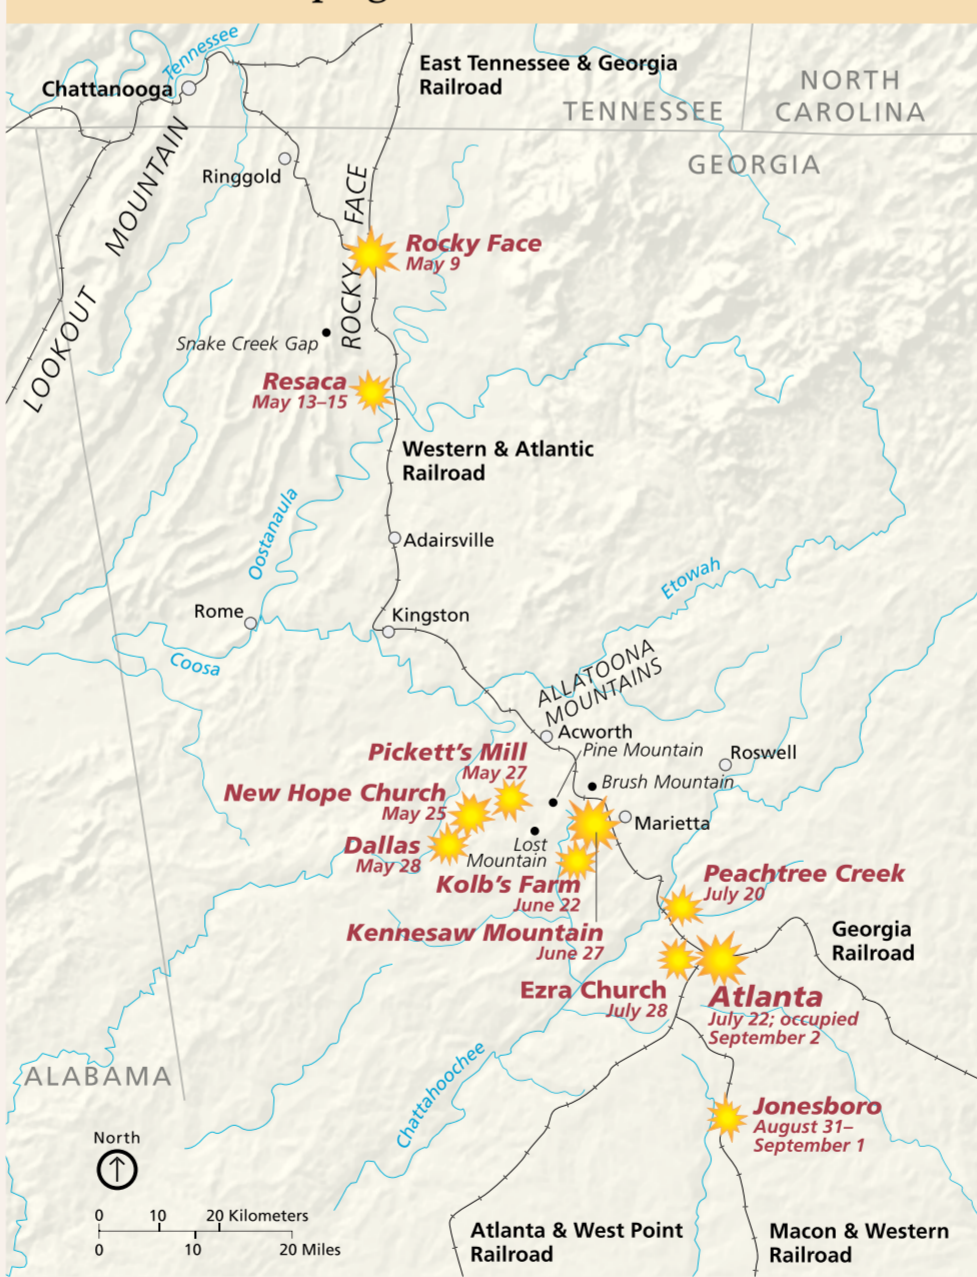 Tennessee
Chattanooga
East Tennessee & Georgia
Railroad
TENNESSEE
NORTH
CAROLINA
GEORGIA
LOOKOUT MOUNTAIN
Ringgold
ROCKY FACE
Rocky Face
May 9
Snake Creek Gap
Resaca
May 13–15
Western & Atlantic
Railroad
Oostanaula
Adairsville
Etowah
Rome
Kingston
Coosa
ALLATOONA
MOUNTAINS
Acworth
Pine Mountain
Roswell
Brush Mountain
Pickett's Mill
May 27
New Hope Church
May 25
Marietta
Dallas
May 28
Lost
Mountain
Kolb's Farm
June 22
Peachtree Creek
July 20
Kennesaw Mountain
June 27
Georgia
Railroad
Ezra Church
July 28
Atlanta
July 22; occupied
September 2
ALABAMA
Chattahoochee
Jonesboro
August 31–
September 1
North
0 10 20 Kilometers
0 10 20 Miles
Atlanta & West Point
Railroad
Macon & Western
Railroad